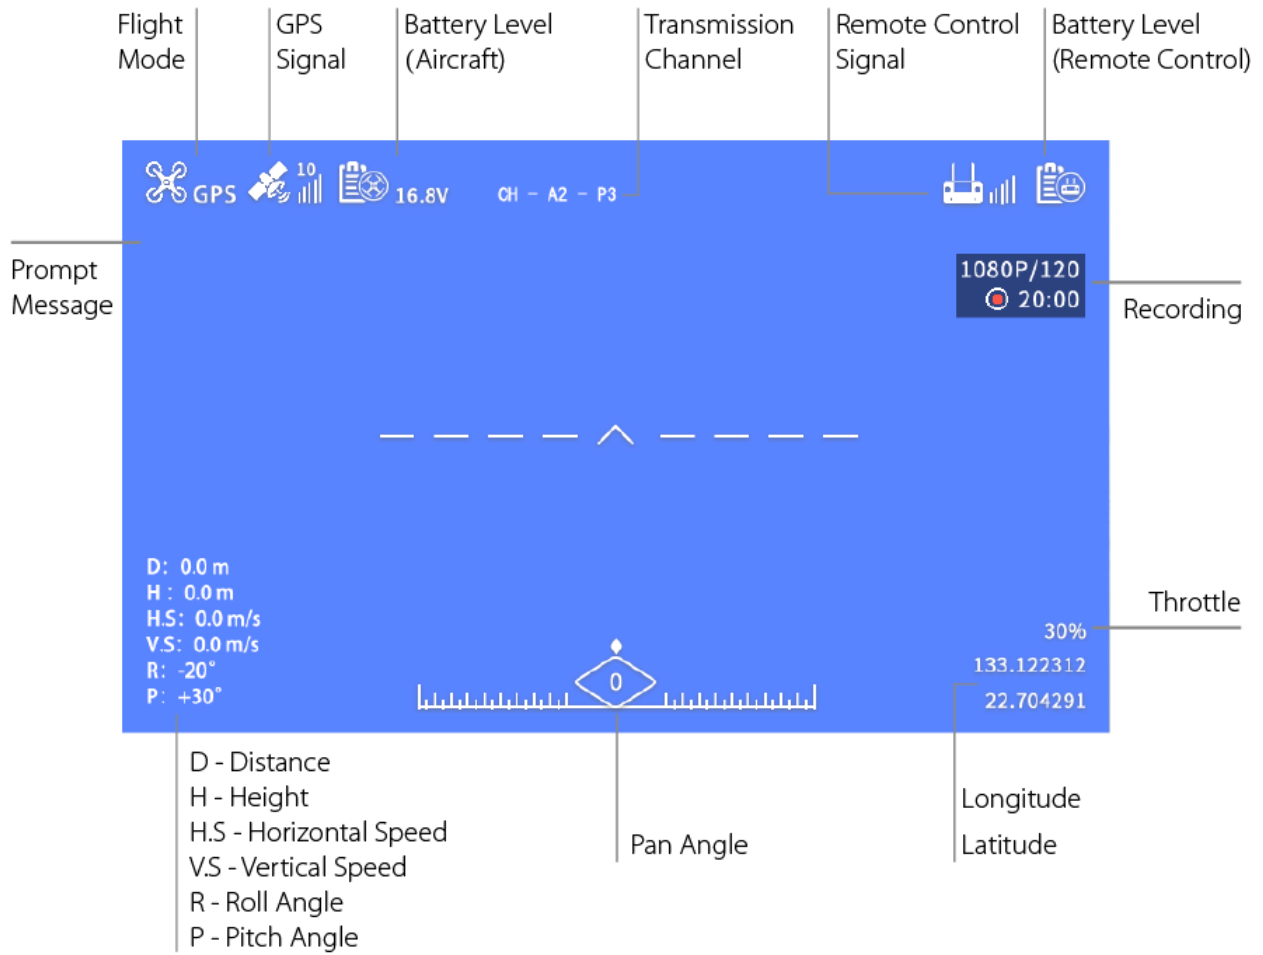 Flight
Mode
GPS
Signal
Battery Level
(Aircraft)
Transmission
Channel
Remote Control
Signal
Battery Level
(Remote Control)
GPS
10
16.8V
CH - A2 - P3
Prompt
Message
1080P/120
20:00
Recording
D: 0.0 m
H : 0.0 m
H.S: 0.0 m/s
V.S: 0.0 m/s
R: -20°
P: +30°
0
Throttle
30%
133.122312
22.704291
D - Distance
H - Height
H.S - Horizontal Speed
V.S - Vertical Speed
R - Roll Angle
P - Pitch Angle
Pan Angle
Longitude
Latitude